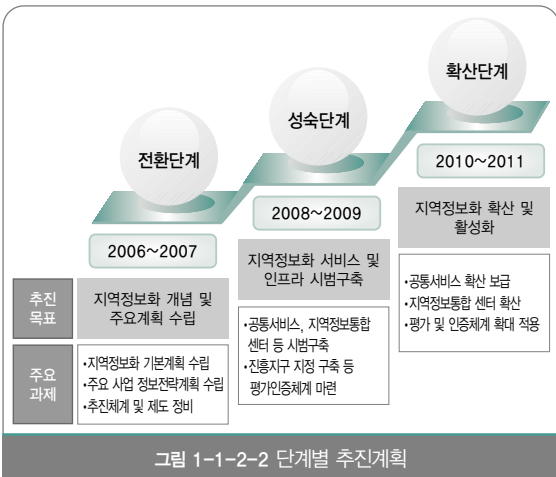 확산단계
성숙단계
전환단계
2010~2011
2008~2009
2006~2007
지역정보화 확산 및
활성화
지역정보화 서비스 및
인프라 시범구축
추진
목표
지역정보화 개념 및
주요계획 수립
•공통서비스 확산 보급
•지역정보통합 센터 확산
•평가 및 인증체계 확대 적용
•공통서비스, 지역정보통합
센터 등 시범구축
•진흥지구 지정 구축 등
평가인증체계 마련
주요
과제
•지역정보화 기본계획 수립
•주요 사업 정보전략계획 수립
•추진체계 및 제도 정비
그림 1-1-2-2 단계별 추진계획